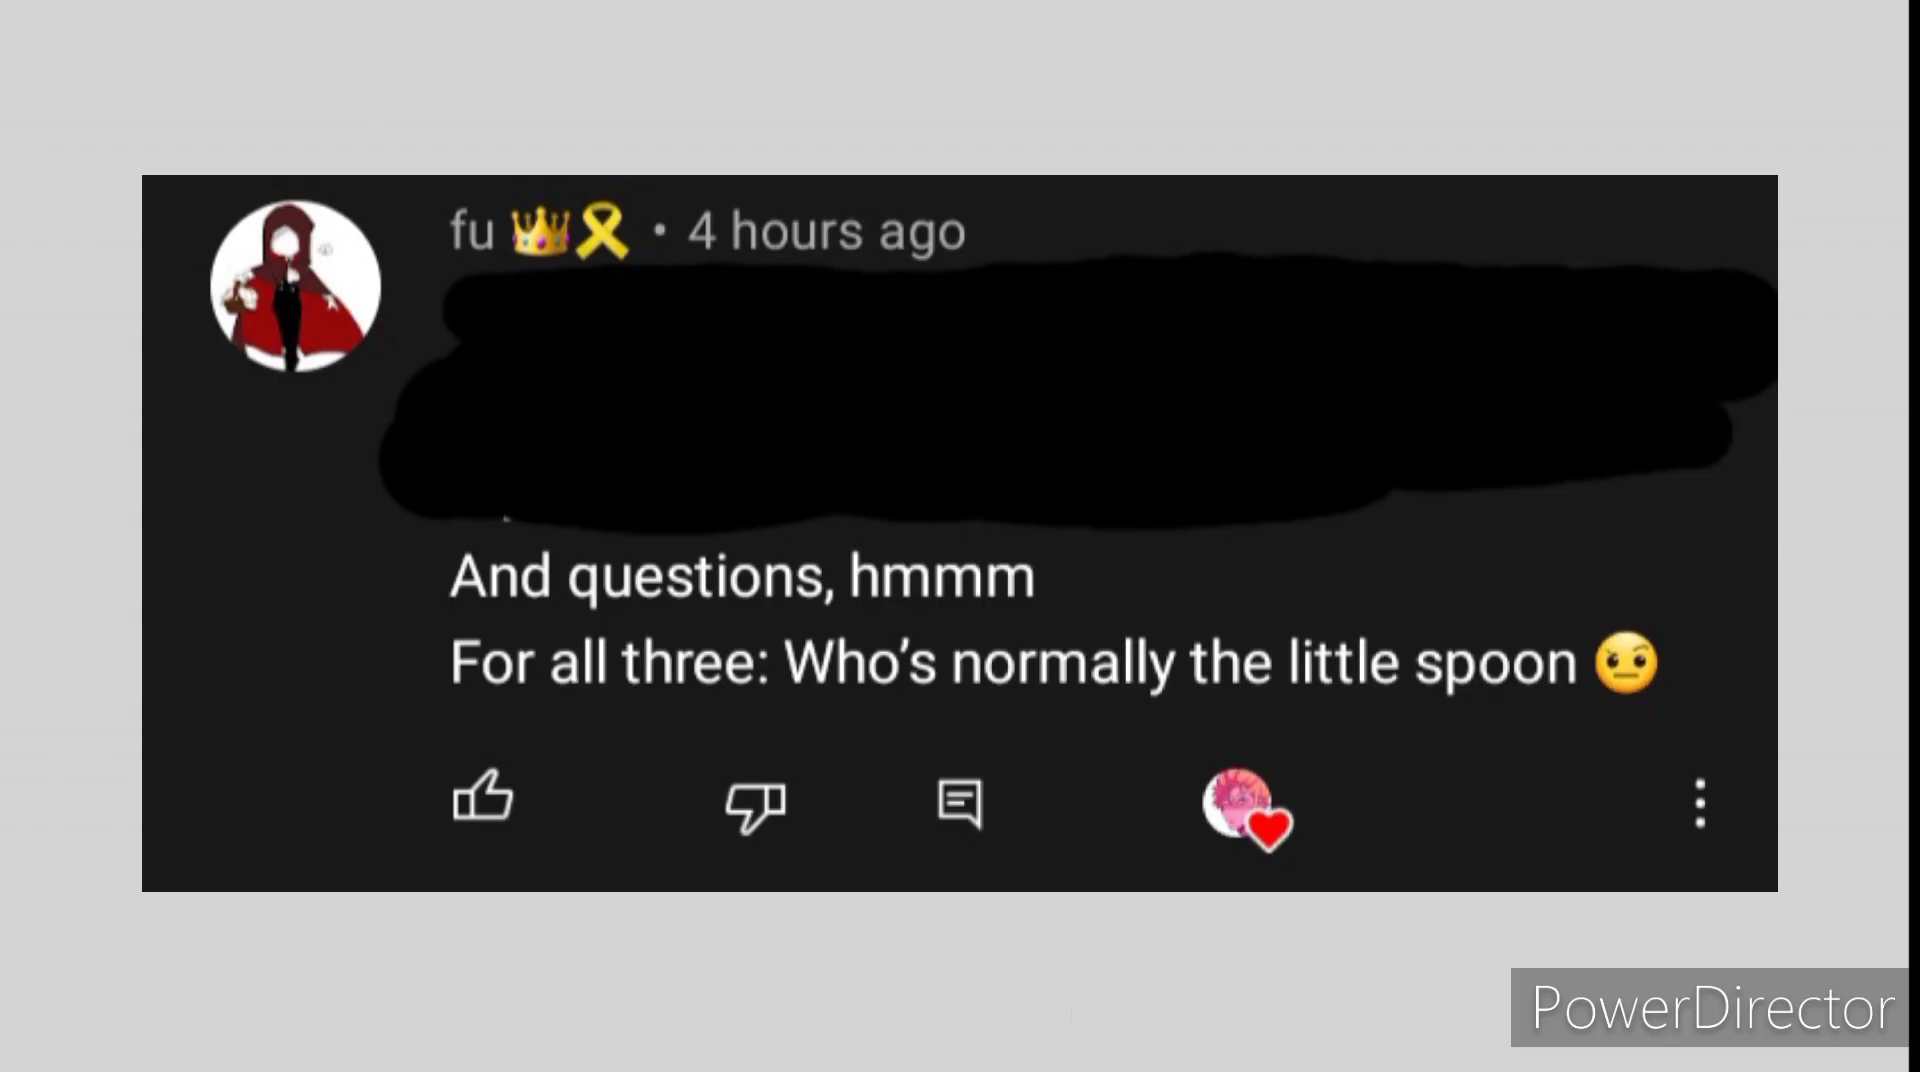 fu 👑🎗 • 4 hours ago
And questions, hmmm
For all three: Who’s normally the little spoon 🤨
PowerDirector